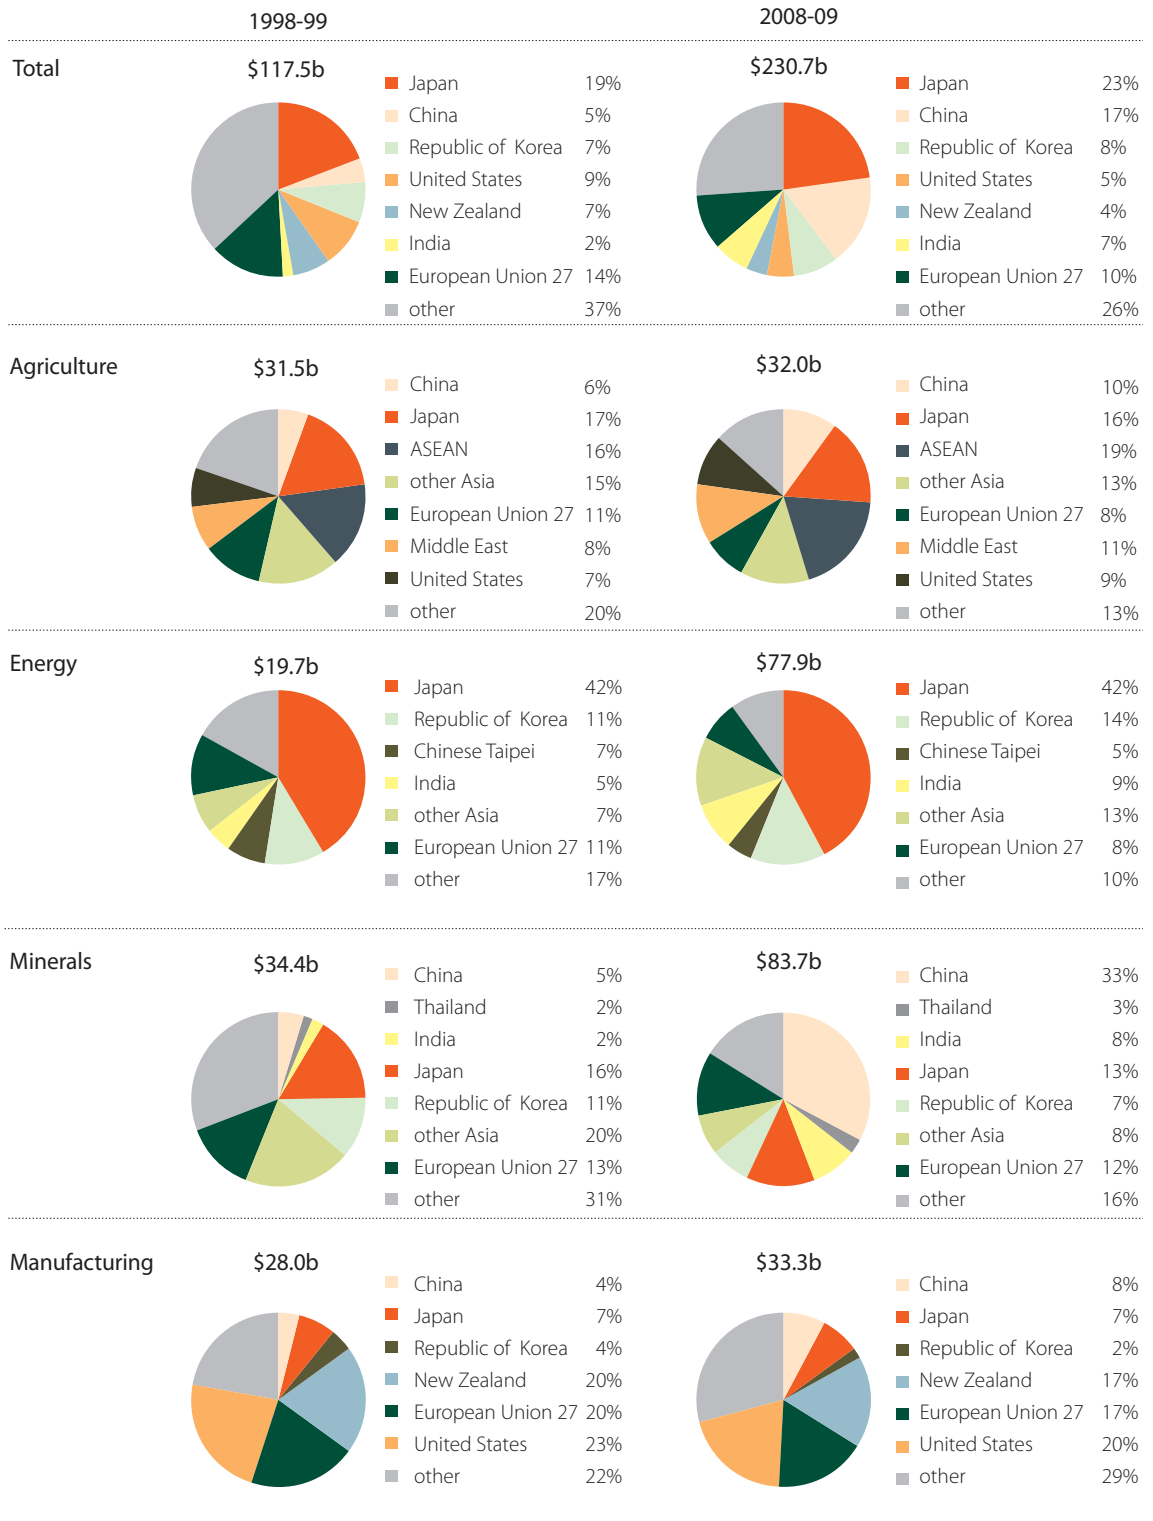 1998-99 2008-09
Total $117.5b $230.7b
Japan 19% Japan 23%
China 5% China 17%
Republic of Korea 7% Republic of Korea 8%
United States 9% United States 5%
New Zealand 7% New Zealand 4%
India 2% India 7%
European Union 27 14% European Union 27 10%
other 37% other 26%
Agriculture $31.5b $32.0b
China 6% China 10%
Japan 17% Japan 16%
ASEAN 16% ASEAN 19%
other Asia 15% other Asia 13%
European Union 27 11% European Union 27 8%
Middle East 8% Middle East 11%
United States 7% United States 9%
other 20% other 13%
Energy $19.7b $77.9b
Japan 42% Japan 42%
Republic of Korea 11% Republic of Korea 14%
Chinese Taipei 7% Chinese Taipei 5%
India 5% India 9%
other Asia 7% other Asia 13%
European Union 27 11% European Union 27 8%
other 17% other 10%
Minerals $34.4b $83.7b
China 5% China 33%
Thailand 2% Thailand 3%
India 2% India 8%
Japan 16% Japan 13%
Republic of Korea 11% Republic of Korea 7%
other Asia 20% other Asia 8%
European Union 27 13% European Union 27 12%
other 31% other 16%
Manufacturing $28.0b $33.3b
China 4% China 8%
Japan 7% Japan 7%
Republic of Korea 4% Republic of Korea 2%
New Zealand 20% New Zealand 17%
European Union 27 20% European Union 27 17%
United States 23% United States 20%
other 22% other 29%